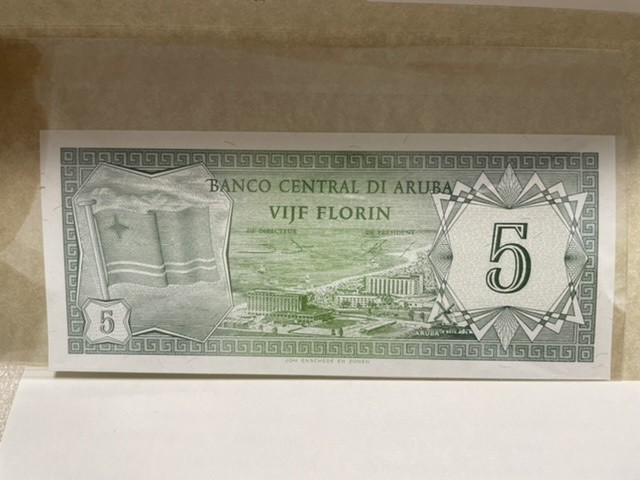 BANCO CENTRAL DI ARUBA
VIJF FLORIN
DE DIRECTEUR
DE PRESIDENT
5
5
ARUBA
JOH. ENSCHEDÉ EN ZONEN